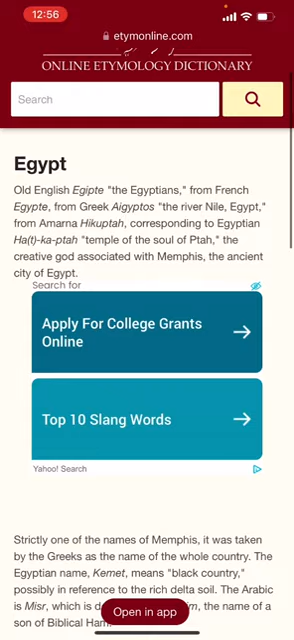 12:56
etymonline.com
ONLINE ETYMOLOGY DICTIONARY
Search
Egypt
Old English Egipte "the Egyptians," from French
Egypte, from Greek Aigyptos "the river Nile, Egypt,"
from Amarna Hikuptah, corresponding to Egyptian
Ha(t)-ka-ptah "temple of the soul of Ptah," the
creative god associated with Memphis, the ancient
city of Egypt.
Search for
Apply For College Grants
Online
Top 10 Slang Words
Yahoo! Search
Strictly one of the names of Memphis, it was taken
by the Greeks as the name of the whole country. The
Egyptian name, Kemet, means "black country,"
possibly in reference to the rich delta soil. The Arabic
is Misr, which is the name of a
Open in app
son of Biblical Ham.